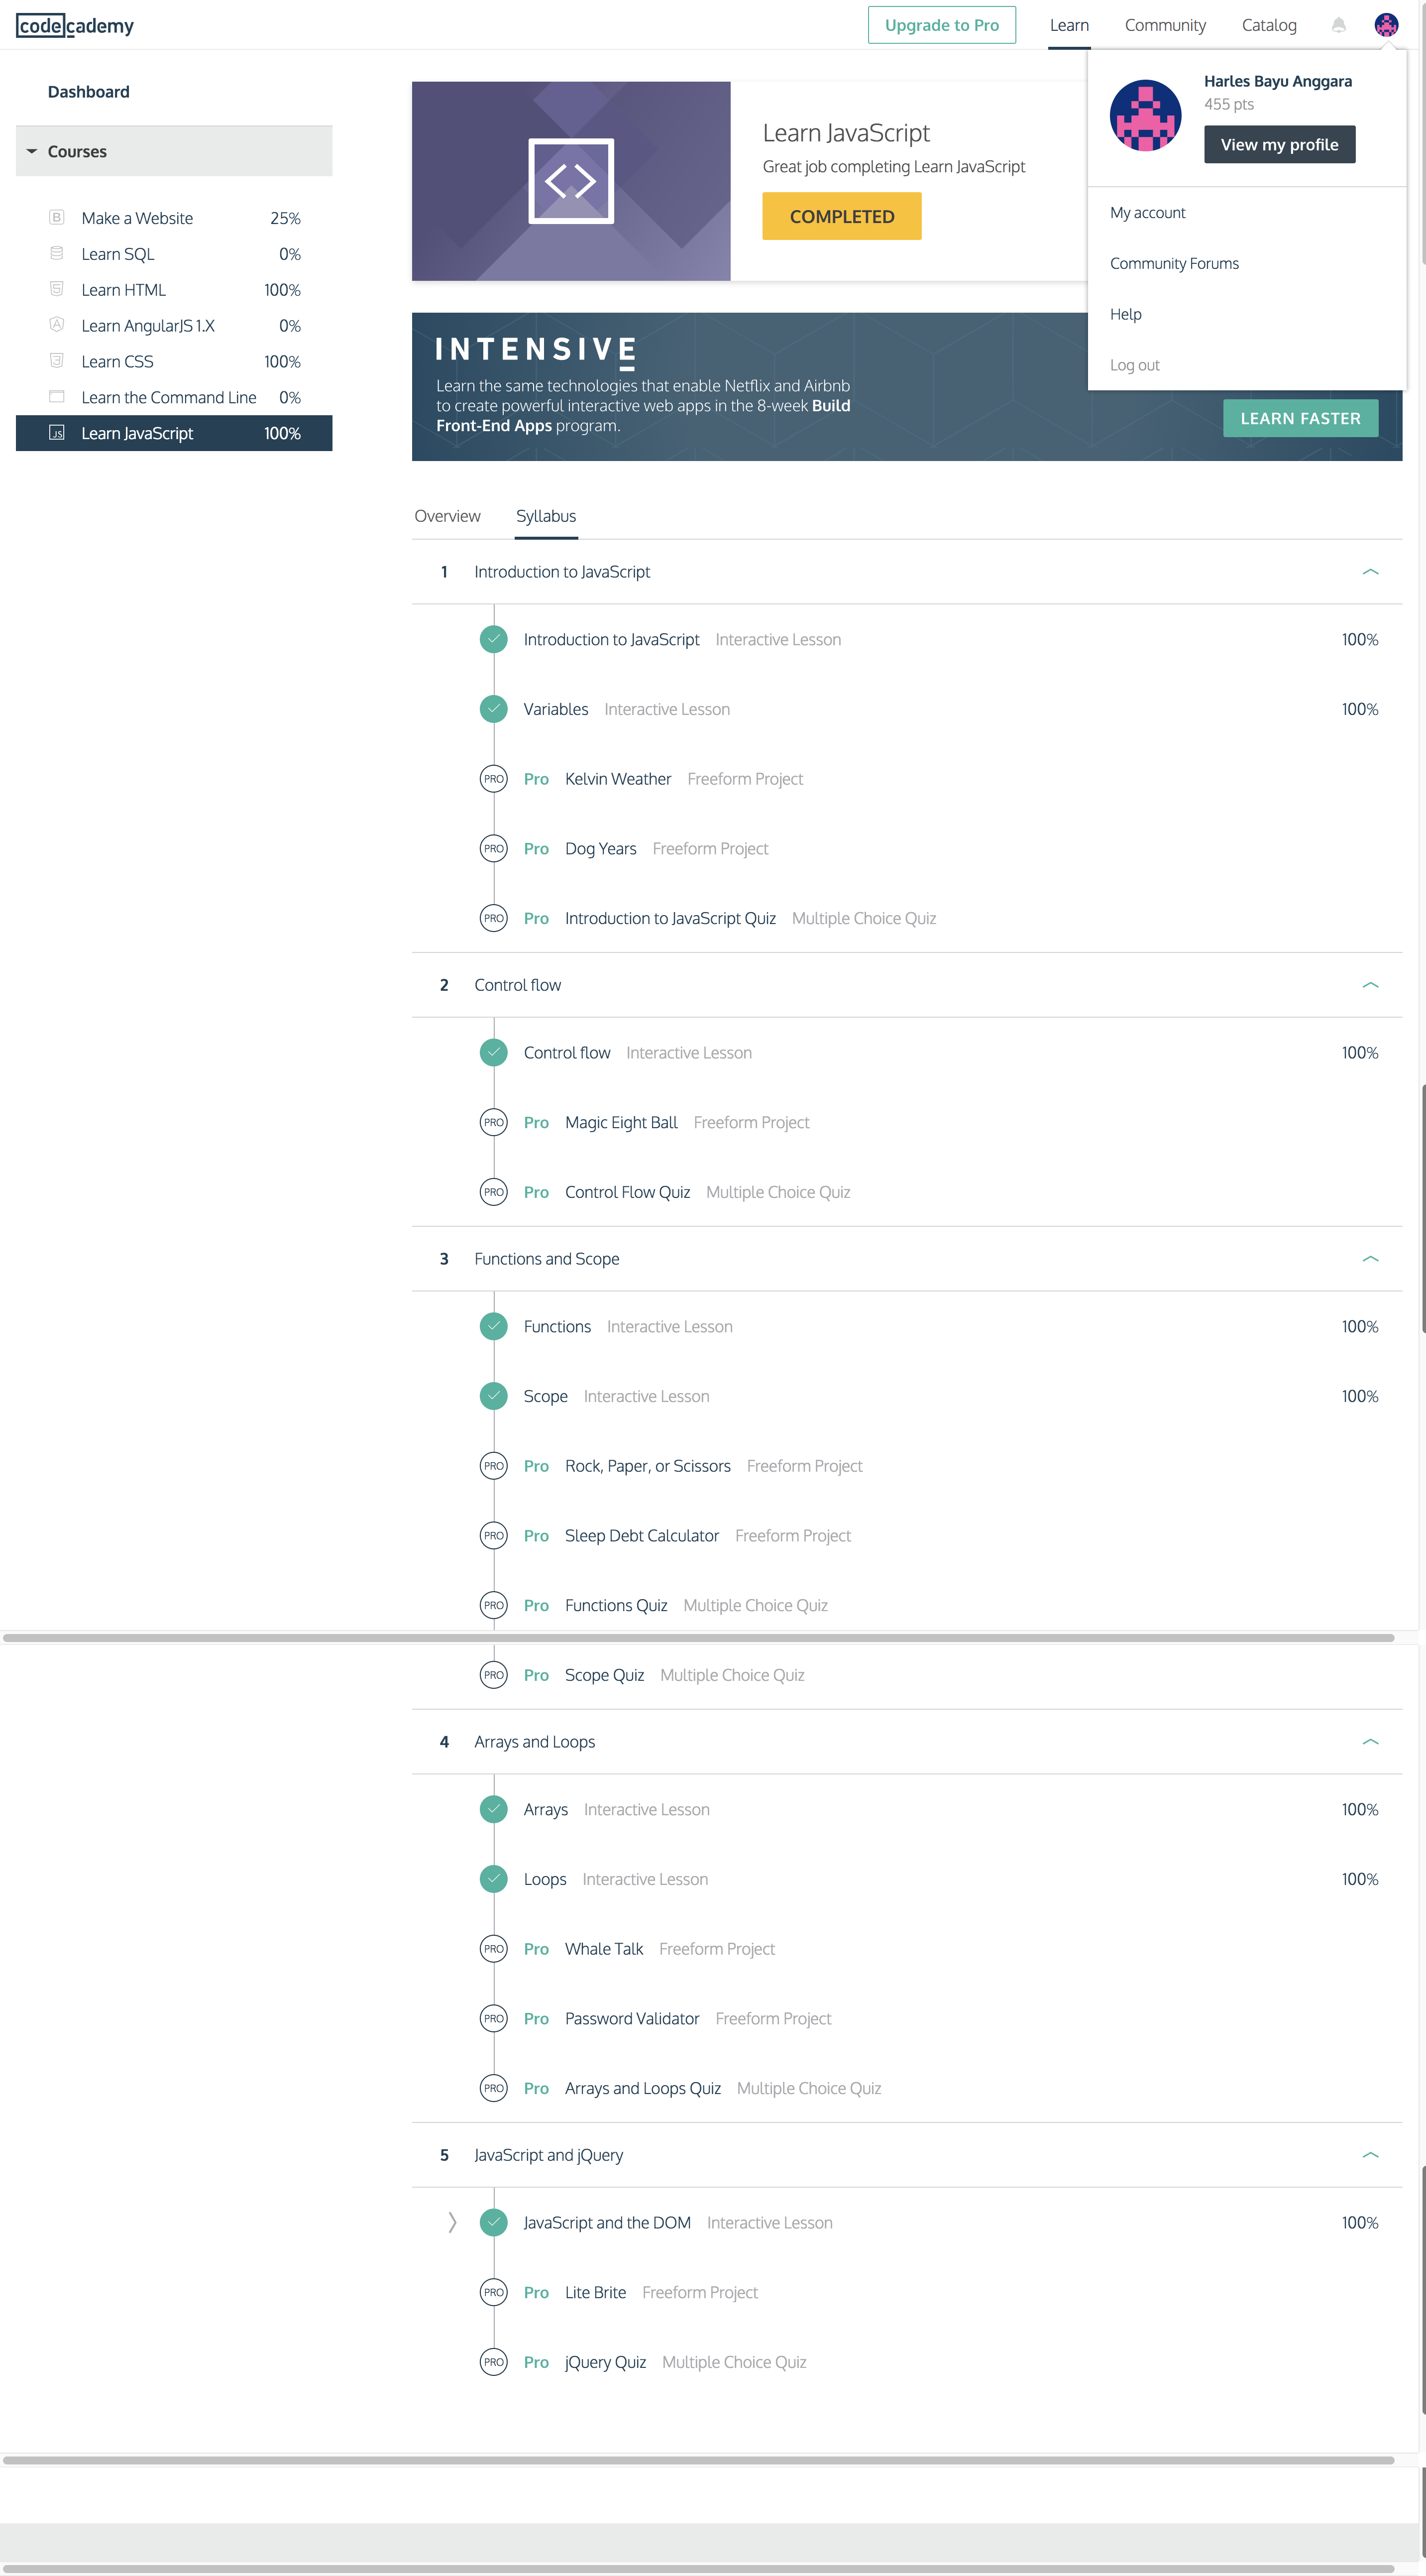 codecademy
Upgrade to Pro
Learn
Community
Catalog
Harles Bayu Anggara
455 pts
View my profile
My account
Community Forums
Help
Log out
Dashboard
Courses
Make a Website 25%
Learn SQL 0%
Learn HTML 100%
Learn AngularJS 1.X 0%
Learn CSS 100%
Learn the Command Line 0%
JS Learn JavaScript 100%
Learn JavaScript
Great job completing Learn JavaScript
COMPLETED
INTENSIVE
Learn the same technologies that enable Netflix and Airbnb
to create powerful interactive web apps in the 8-week Build
Front-End Apps program.
LEARN FASTER
Overview Syllabus
1 Introduction to JavaScript
Introduction to JavaScript Interactive Lesson 100%
Variables Interactive Lesson 100%
PRO Pro Kelvin Weather Freeform Project
PRO Pro Dog Years Freeform Project
PRO Pro Introduction to JavaScript Quiz Multiple Choice Quiz
2 Control flow
Control flow Interactive Lesson 100%
PRO Pro Magic Eight Ball Freeform Project
PRO Pro Control Flow Quiz Multiple Choice Quiz
3 Functions and Scope
Functions Interactive Lesson 100%
Scope Interactive Lesson 100%
PRO Pro Rock, Paper, or Scissors Freeform Project
PRO Pro Sleep Debt Calculator Freeform Project
PRO Pro Functions Quiz Multiple Choice Quiz
PRO Pro Scope Quiz Multiple Choice Quiz
4 Arrays and Loops
Arrays Interactive Lesson 100%
Loops Interactive Lesson 100%
PRO Pro Whale Talk Freeform Project
PRO Pro Password Validator Freeform Project
PRO Pro Arrays and Loops Quiz Multiple Choice Quiz
5 JavaScript and jQuery
JavaScript and the DOM Interactive Lesson 100%
PRO Pro Lite Brite Freeform Project
PRO Pro jQuery Quiz Multiple Choice Quiz